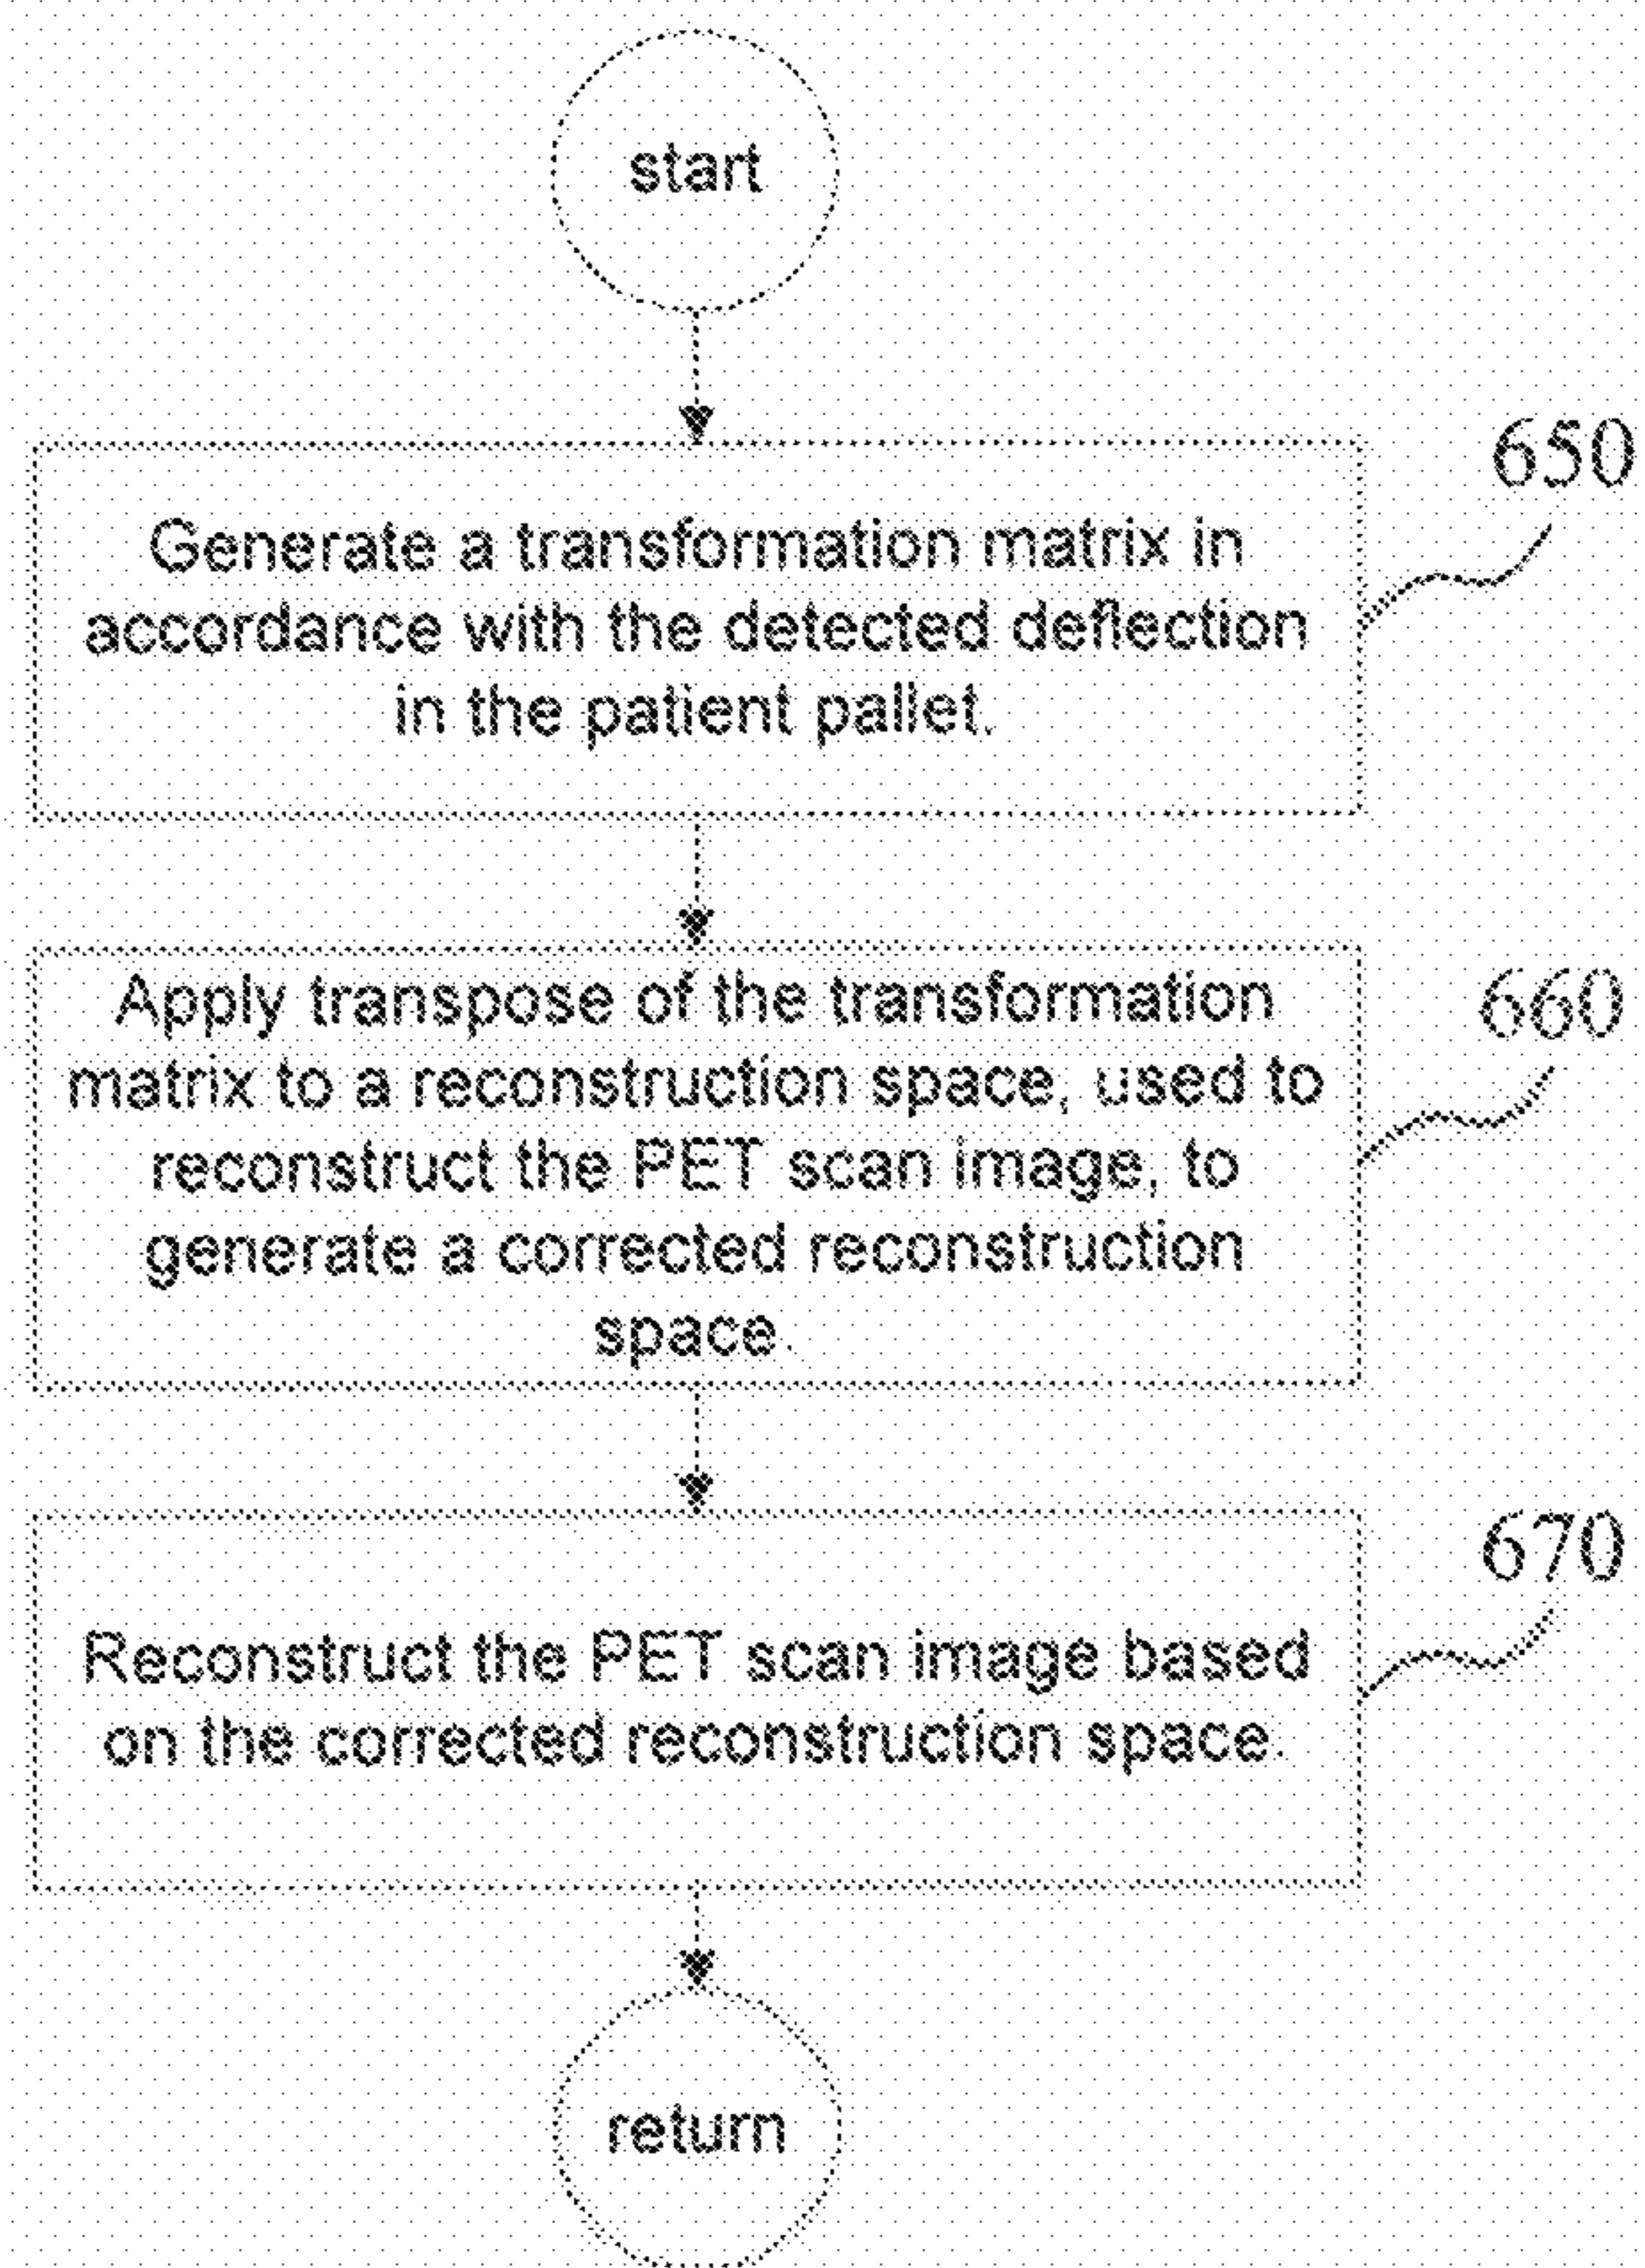 start
650
Generate a transformation matrix in
accordance with the detected deflection
in the patient pallet.
660
Apply transpose of the transformation
matrix to a reconstruction space, used to
reconstruct the PET scan image, to
generate a corrected reconstruction
space.
670
Reconstruct the PET scan image based
on the corrected reconstruction space.
return